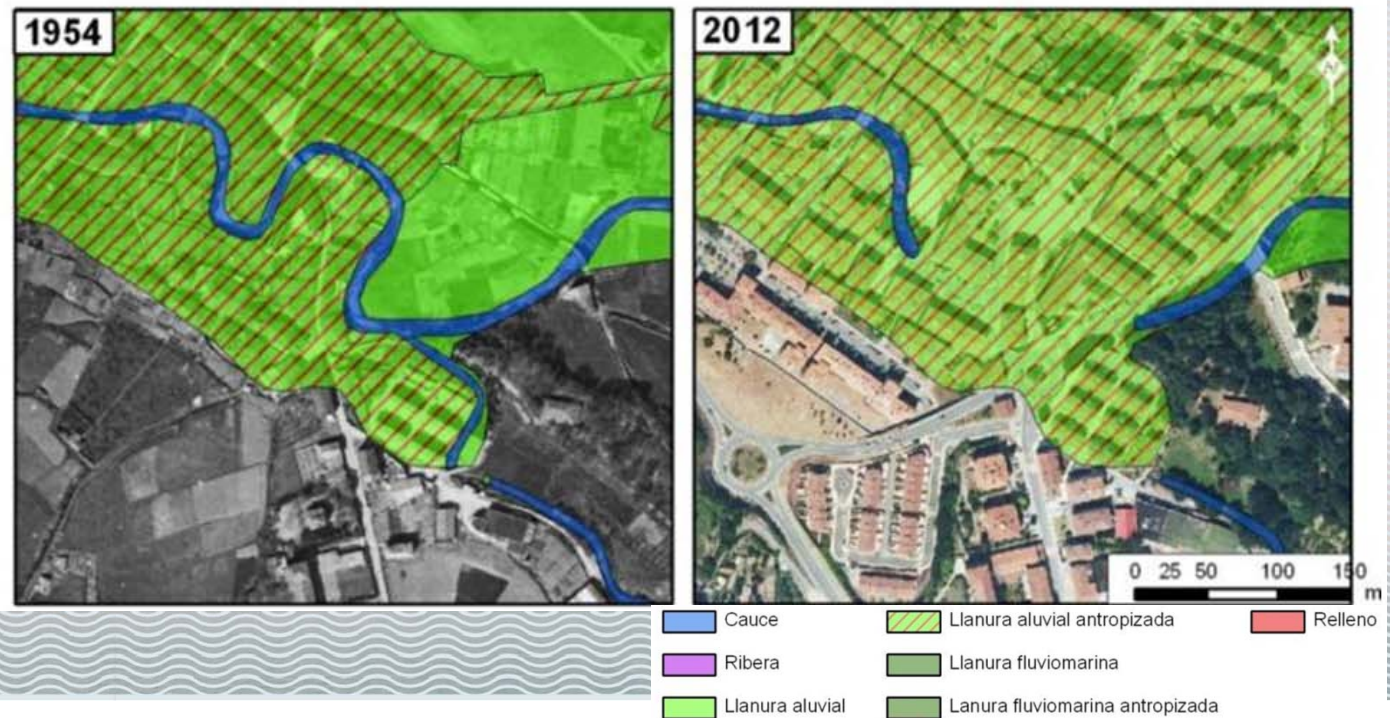 1954
2012
N
0 25 50 100 150
m
Cauce
Llanura aluvial antropizada
Relleno
Ribera
Llanura fluviomarina
Llanura aluvial
Lanura fluviomarina antropizada